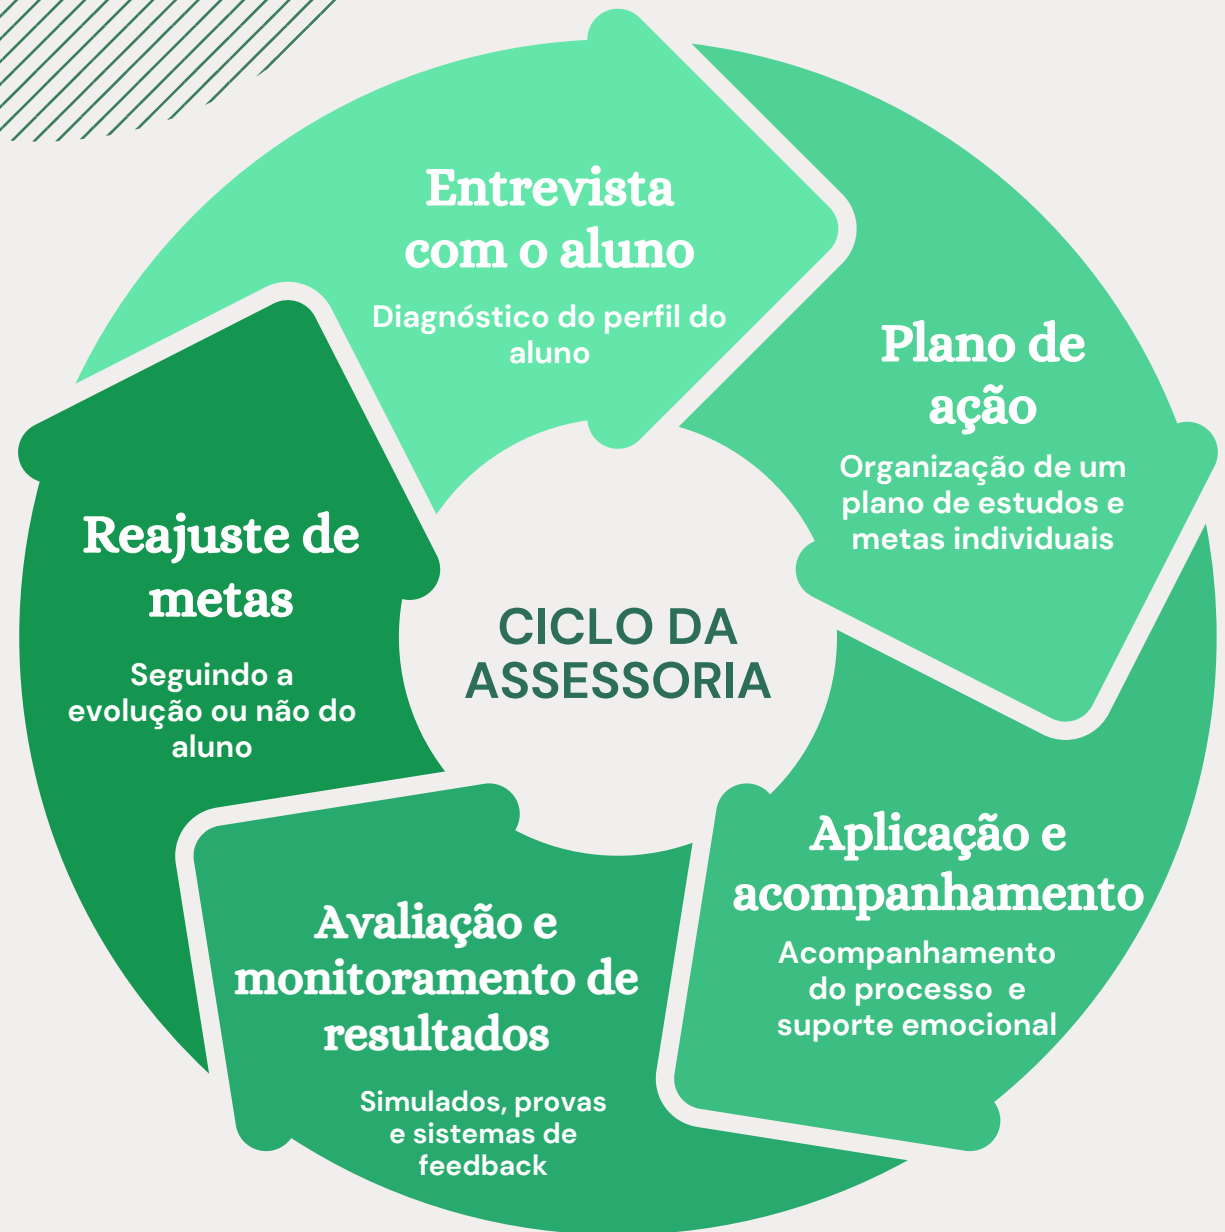 Entrevista
com o aluno
Diagnóstico do perfil do
aluno
Plano de
ação
Organização de um
plano de estudos e
metas individuais
Aplicação e
acompanhamento
Acompanhamento
do processo e
suporte emocional
Avaliação e
monitoramento de
resultados
Simulados, provas
e sistemas de
feedback
Reajuste de
metas
Seguindo a
evolução ou não do
aluno
CICLO DA
ASSESSORIA